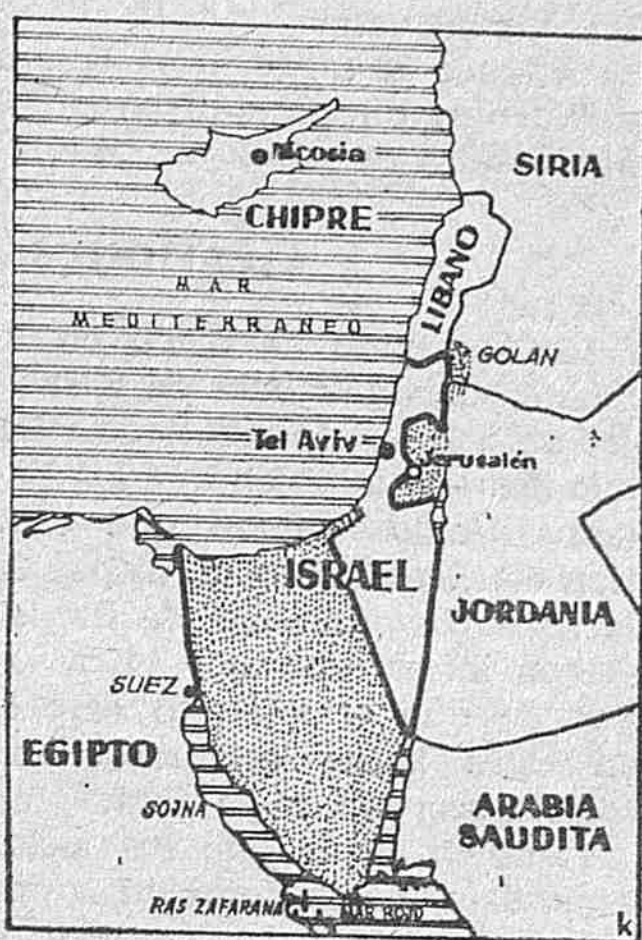 Nicosia
SIRIA
CHIPRE
LIBANO
MAR
MEDITERRANEO
GOLAN
Tel Aviv
Jerusalén
ISRAEL
JORDANIA
SUEZ
EGIPTO
SOJNA
ARABIA
SAUDITA
RAS ZAFARANA
MAR ROJO
k